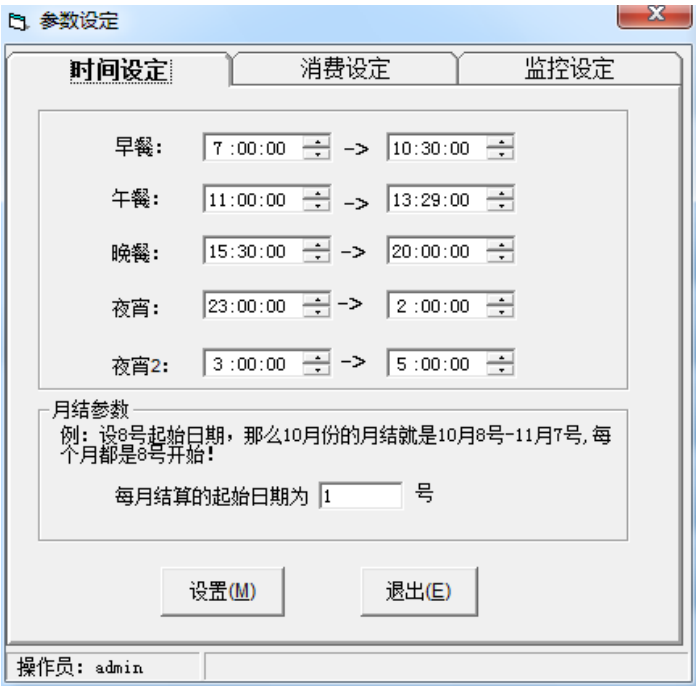 参数设定
时间设定 消费设定 监控设定
早餐： 7 :00:00 -> 10:30:00
午餐： 11:00:00 -> 13:29:00
晚餐： 15:30:00 -> 20:00:00
夜宵： 23:00:00 -> 2 :00:00
夜宵2： 3 :00:00 -> 5 :00:00
月结参数
例：设8号起始日期，那么10月份的月结就是10月8号-11月7号,每
个月都是8号开始!
每月结算的起始日期为 1 号
设置(M) 退出(E)
操作员：admin